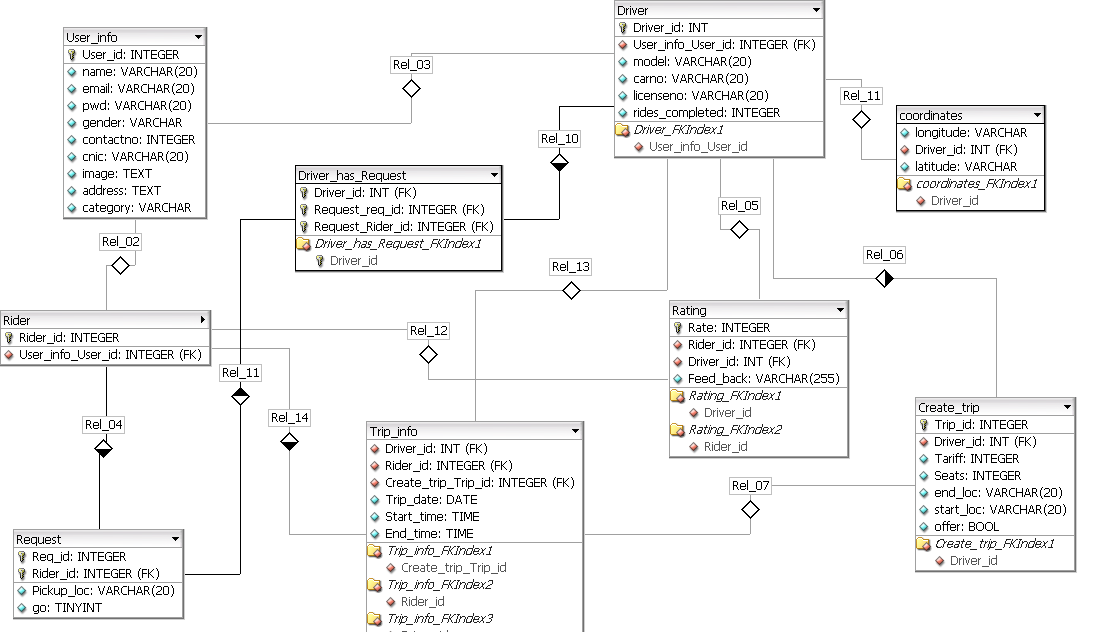 User_info
User_id: INTEGER
name: VARCHAR(20)
email: VARCHAR(20)
pwd: VARCHAR(20)
gender: VARCHAR
contactno: INTEGER
cnic: VARCHAR(20)
image: TEXT
address: TEXT
category: VARCHAR
Rel_03
Driver
Driver_id: INT
User_info_User_id: INTEGER (FK)
model: VARCHAR(20)
carno: VARCHAR(20)
licenseno: VARCHAR(20)
rides_completed: INTEGER
Driver_FKIndex1
User_info_User_id
Rel_11
coordinates
longitude: VARCHAR
Driver_id: INT (FK)
latitude: VARCHAR
coordinates_FKIndex1
Driver_id
Rel_10
Driver_has_Request
Driver_id: INT (FK)
Request_req_id: INTEGER (FK)
Request_Rider_id: INTEGER (FK)
Driver_has_Request_FKIndex1
Driver_id
Rel_02
Rel_05
Rel_13
Rel_06
Rider
Rider_id: INTEGER
User_info_User_id: INTEGER (FK)
Rel_12
Rating
Rate: INTEGER
Rider_id: INTEGER (FK)
Driver_id: INT (FK)
Feed_back: VARCHAR(255)
Rating_FKIndex1
Driver_id
Rating_FKIndex2
Rider_id
Rel_11
Rel_04
Rel_14
Trip_info
Driver_id: INT (FK)
Rider_id: INTEGER (FK)
Create_trip_Trip_id: INTEGER (FK)
Trip_date: DATE
Start_time: TIME
End_time: TIME
Trip_info_FKIndex1
Create_trip_Trip_id
Trip_info_FKIndex2
Rider_id
Trip_info_FKIndex3
Rel_07
Create_trip
Trip_id: INTEGER
Driver_id: INT (FK)
Tariff: INTEGER
Seats: INTEGER
end_loc: VARCHAR(20)
start_loc: VARCHAR(20)
offer: BOOL
Create_trip_FKIndex1
Driver_id
Request
Req_id: INTEGER
Rider_id: INTEGER (FK)
Pickup_loc: VARCHAR(20)
go: TINYINT